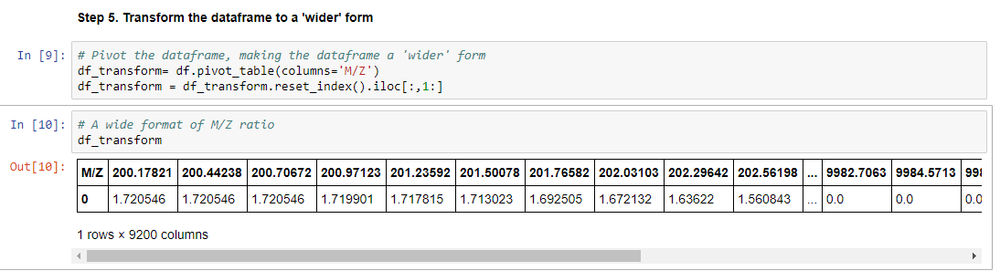 Step 5. Transform the dataframe to a 'wider' form
In [9]: # Pivot the dataframe, making the dataframe a 'wider' form
df_transform= df.pivot_table(columns='M/Z')
df_transform = df_transform.reset_index().iloc[:,1:]
In [10]: # A wide format of M/Z ratio
df_transform
Out[10]: M/Z 200.17821 200.44238 200.70672 200.97123 201.23592 201.50078 201.76582 202.03103 202.29642 202.56198 ... 9982.7063 9984.5713
0 1.720546 1.720546 1.720546 1.719901 1.717815 1.713023 1.692505 1.672132 1.63622 1.560843 ... 0.0 0.0 0.0
1 rows × 9200 columns